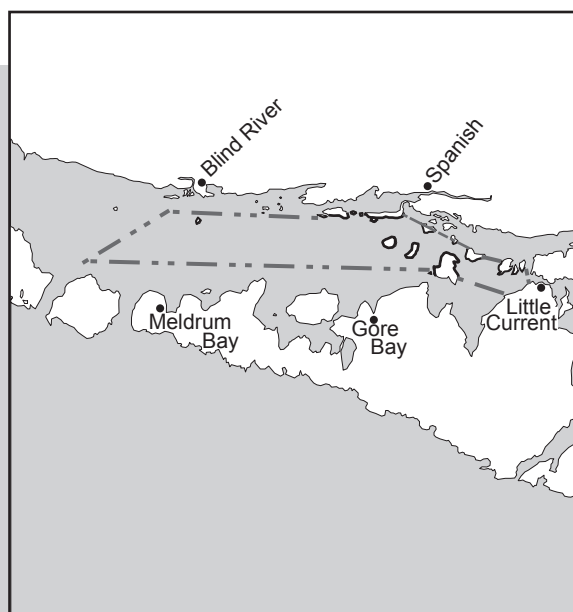 Blind River
Spanish
Meldrum
Bay
Gore
Bay
Little
Current